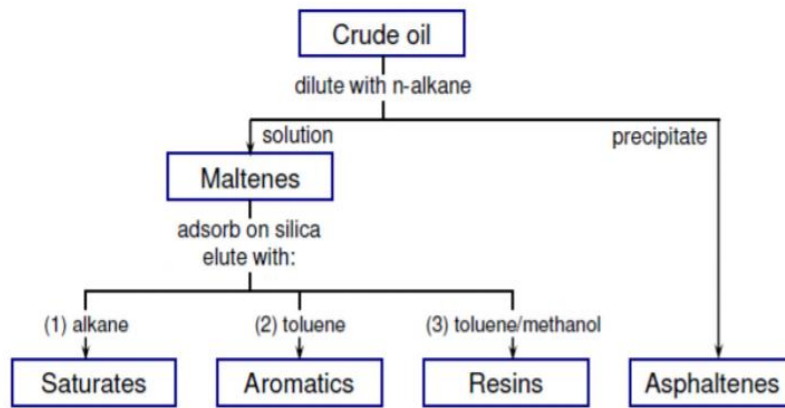 Crude oil
dilute with n-alkane
solution
precipitate
Maltenes
adsorb on silica
elute with:
(1) alkane
(2) toluene
(3) toluene/methanol
Saturates
Aromatics
Resins
Asphaltenes